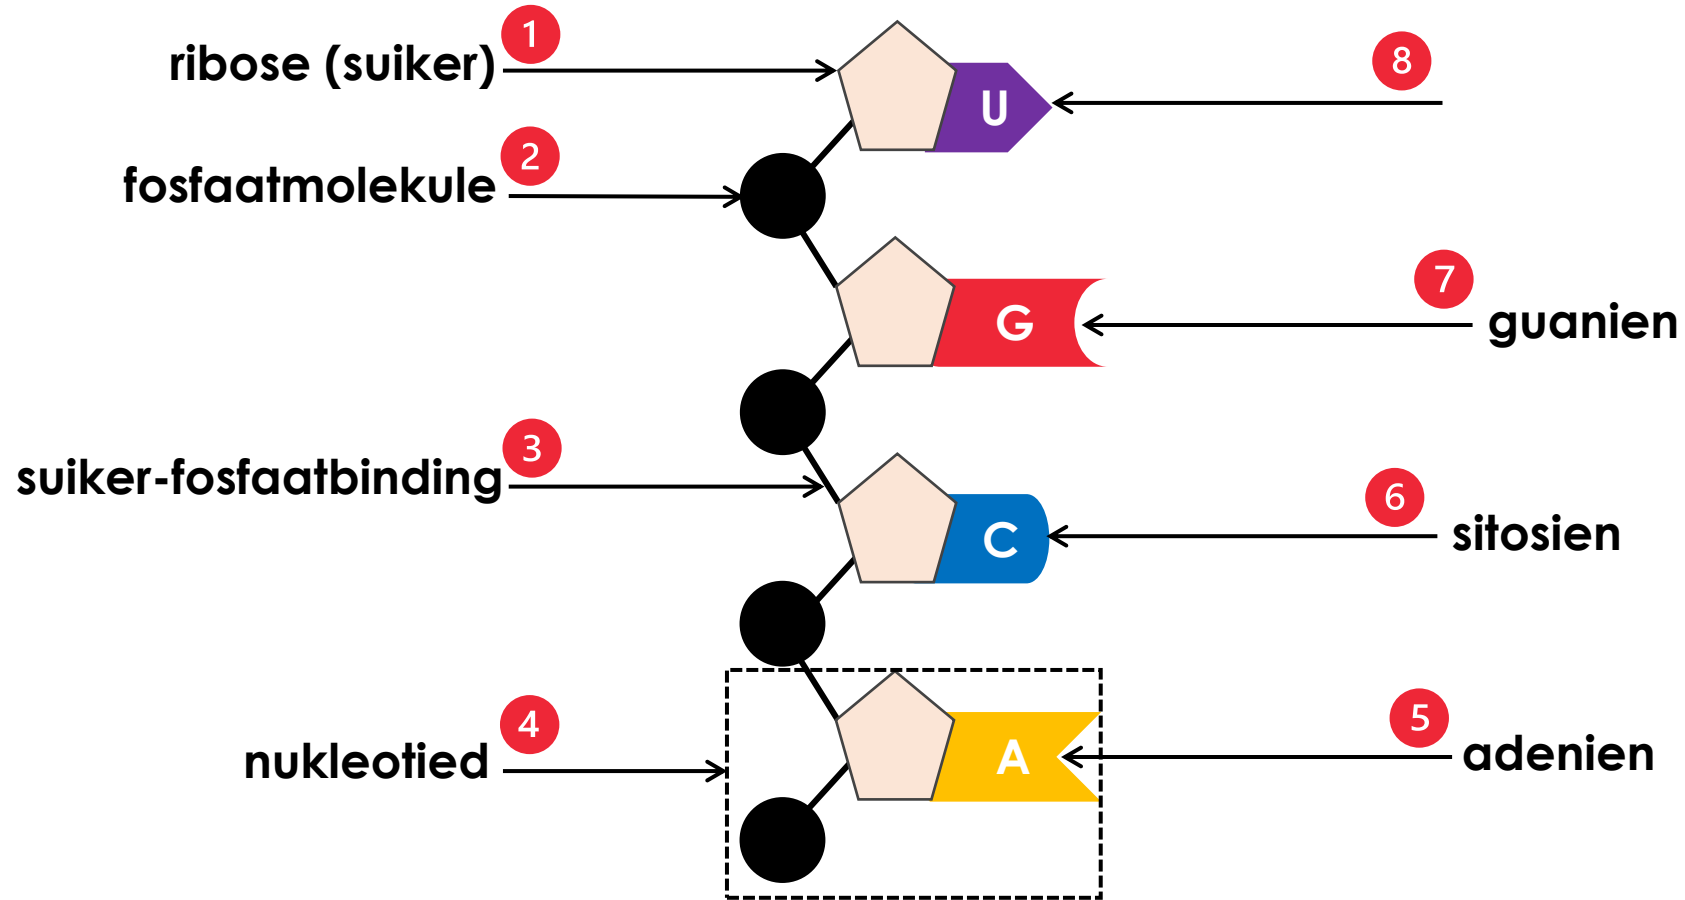 ribose (suiker)
1
U
8
fosfaatmolekule
2
G
7
guanien
suiker-fosfaatbinding
3
C
6
sitosien
nukleotied
4
A
5
adenien